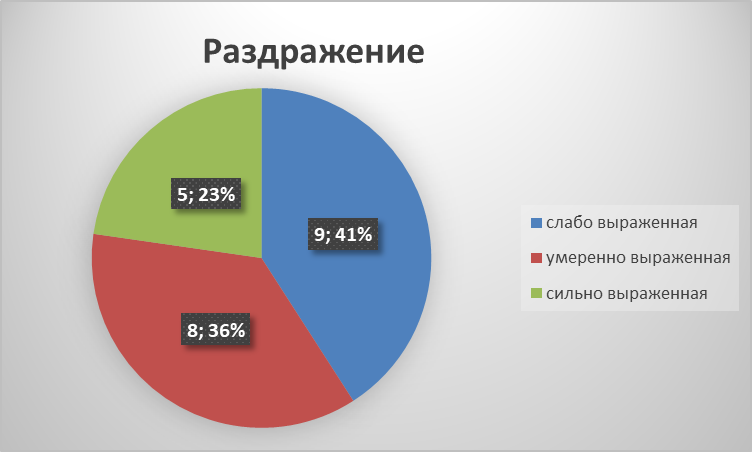 Раздражение
5; 23%
9; 41%
8; 36%
слабо выраженная
умеренно выраженная
сильно выраженная